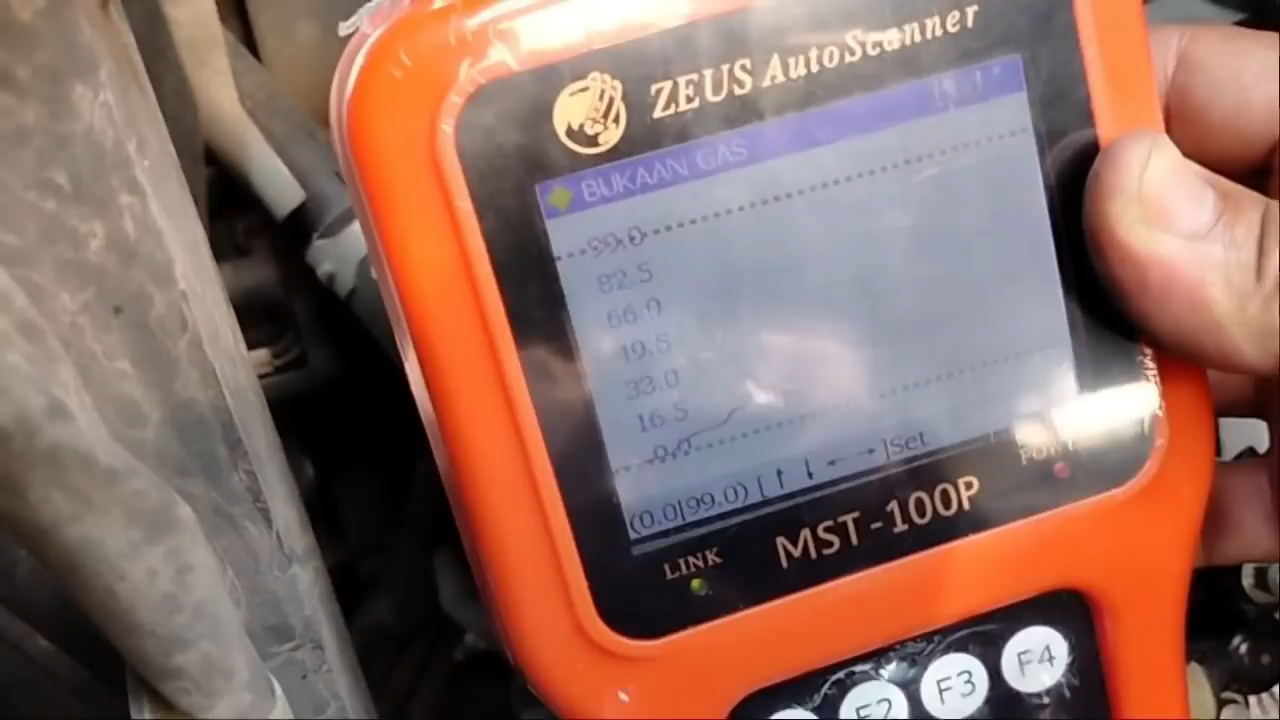 ZEUS AutoScanner
BUKAAN GAS
99.0
82.5
66.0
49.5
33.0
16.5
0.0
(0.0|99.0) [↑ ↓ ←→]Set
MST-100P
LINK
F2
F3
F4